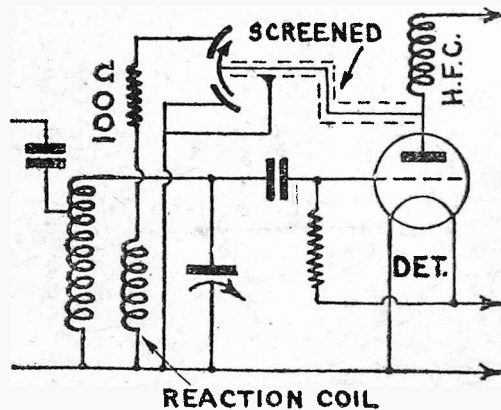 SCREENED
100 Ω
H.F.C.
DET.
REACTION COIL